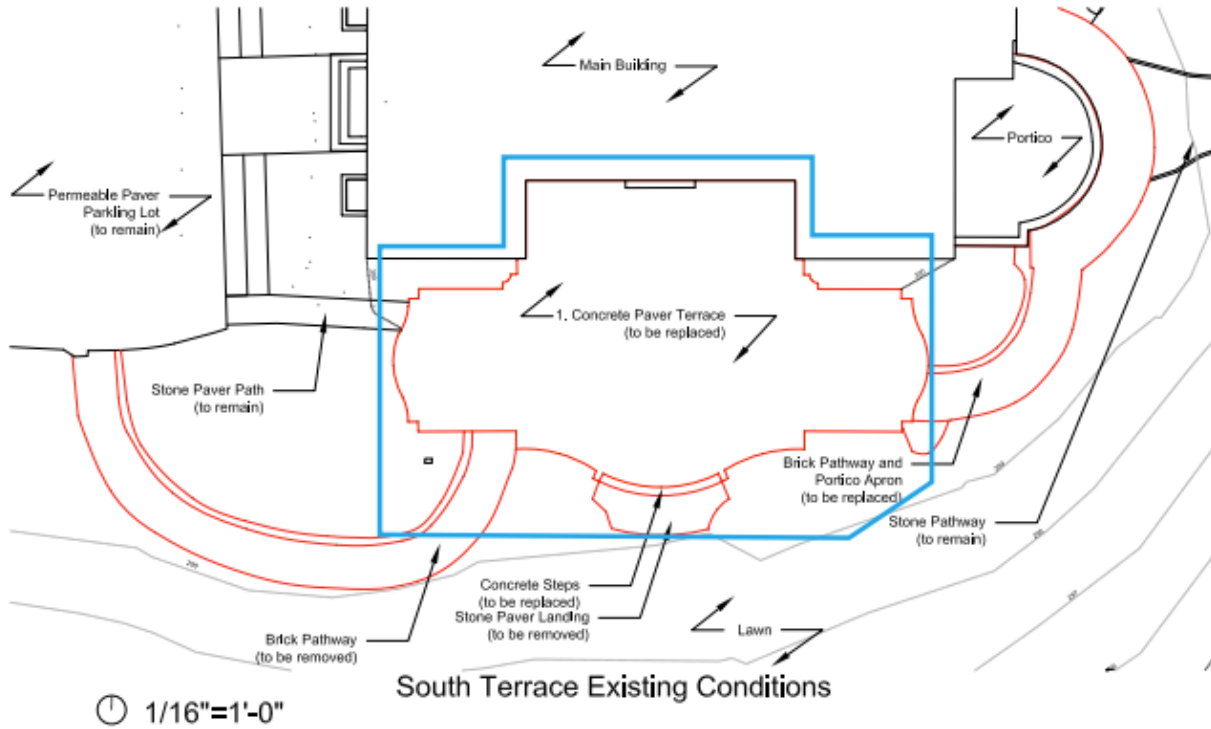 Main Building
Portico
Permeable Paver
Parkling Lot
(to remain)
1. Concrete Paver Terrace
(to be replaced)
Stone Paver Path
(to remain)
Brick Pathway and
Portico Apron
(to be replaced)
Stone Pathway
(to remain)
Concrete Steps
(to be replaced)
Stone Paver Landing
(to be removed)
Brick Pathway
(to be removed)
Lawn
South Terrace Existing Conditions
1/16"=1'-0"